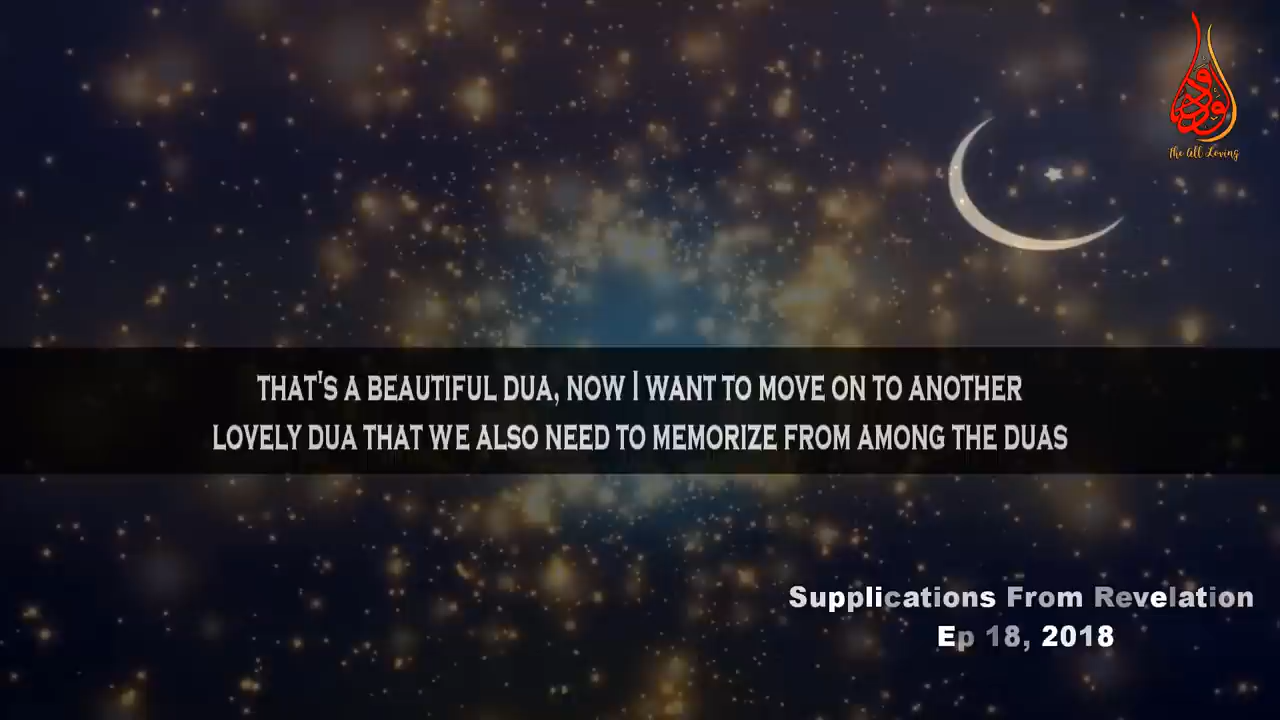 الودود
The All Loving
THAT'S A BEAUTIFUL DUA, NOW I WANT TO MOVE ON TO ANOTHER
LOVELY DUA THAT WE ALSO NEED TO MEMORIZE FROM AMONG THE DUAS
Supplications From Revelation
Ep 18, 2018